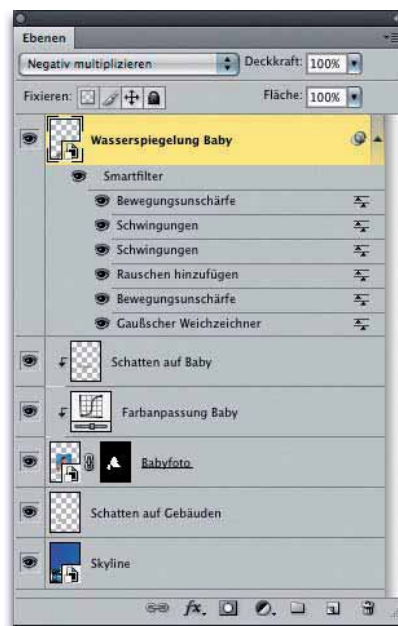 Ebenen
Negativ multiplizieren Deckkraft: 100%
Fixieren: Fläche: 100%
Wasserspiegelung Baby
Smartfilter
Bewegungsunschärfe
Schwingungen
Schwingungen
Rauschen hinzufügen
Bewegungsunschärfe
Gaußscher Weichzeichner
Schatten auf Baby
Farbanpassung Baby
Babyfoto
Schatten auf Gebäuden
Skyline
fx.